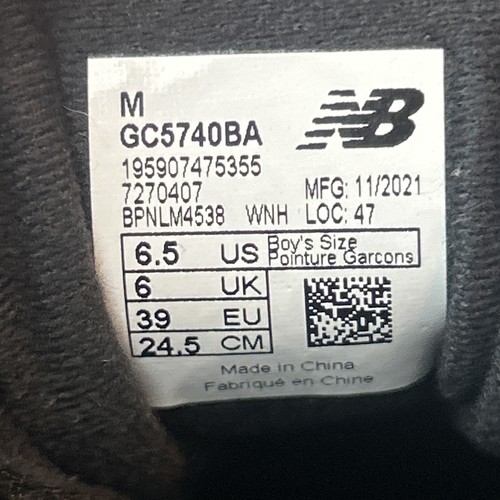 M
GC5740BA
NB
195907475355
7270407 MFG: 11/2021
BPNLM4538 WNH LOC: 47
6.5 US Boy's Size
Pointure Garcons
6 UK
39 EU
24.5 CM
Made in China
Fabriqué en Chine